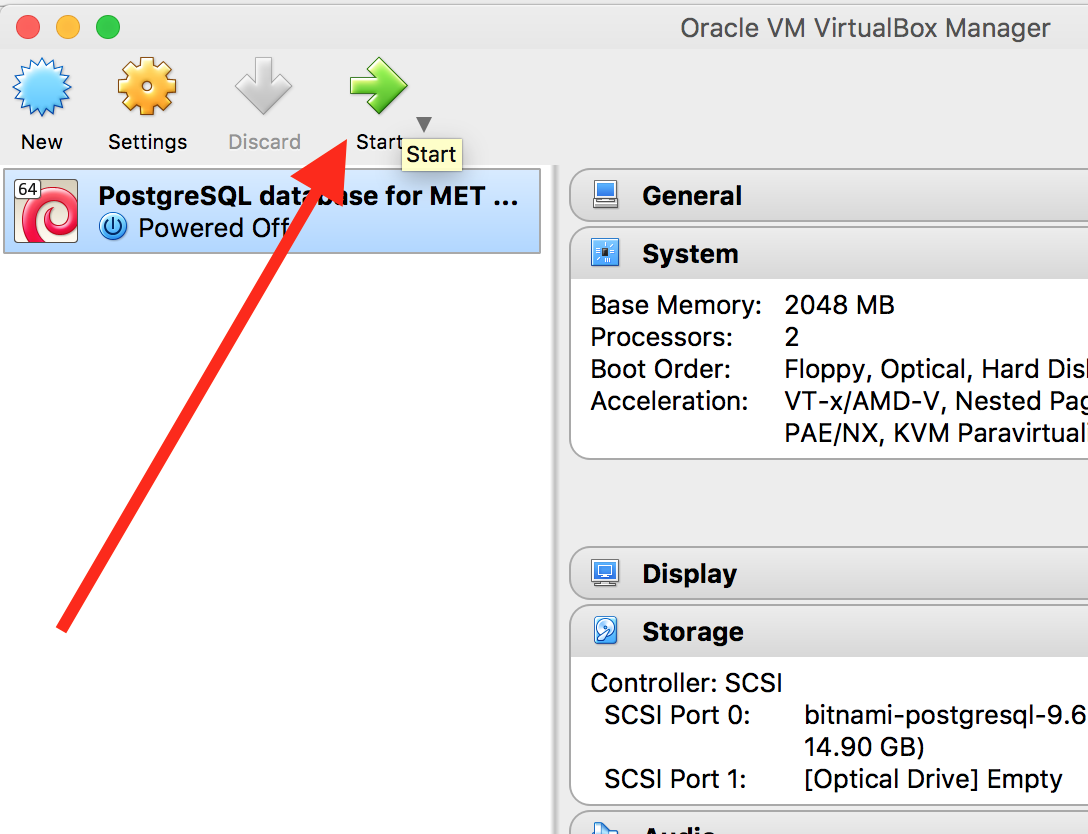 Oracle VM VirtualBox Manager
New
Settings
Discard
Start
Start
64
PostgreSQL database for MET ...
Powered Off
General
System
Base Memory: 2048 MB
Processors: 2
Boot Order: Floppy, Optical, Hard Dis
Acceleration: VT-x/AMD-V, Nested Pag
PAE/NX, KVM Paravirtual
Display
Storage
Controller: SCSI
SCSI Port 0: bitnami-postgresql-9.6
14.90 GB)
SCSI Port 1: [Optical Drive] Empty
Audio